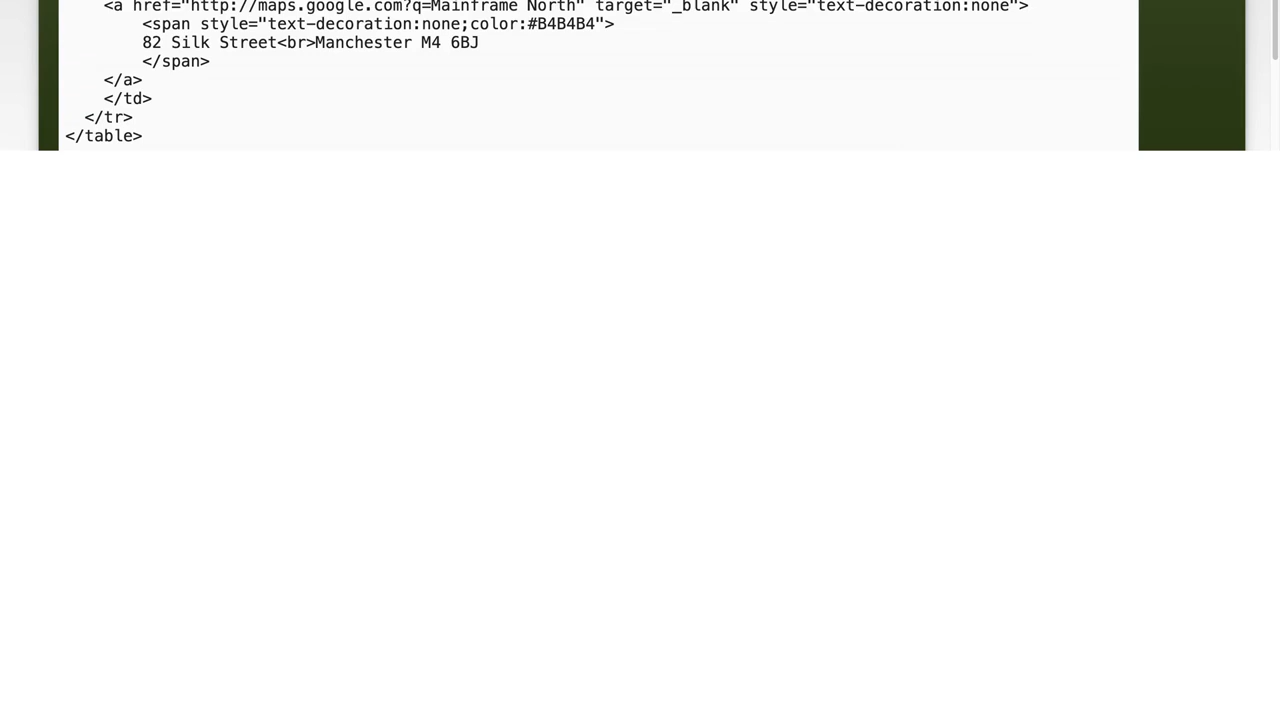 <a href="http://maps.google.com?q=Mainframe North" target="_blank" style="text-decoration:none">
<span style="text-decoration:none;color:#B4B4B4">
82 Silk Street<br>Manchester M4 6BJ
</span>
</a>
</td>
</tr>
</table>